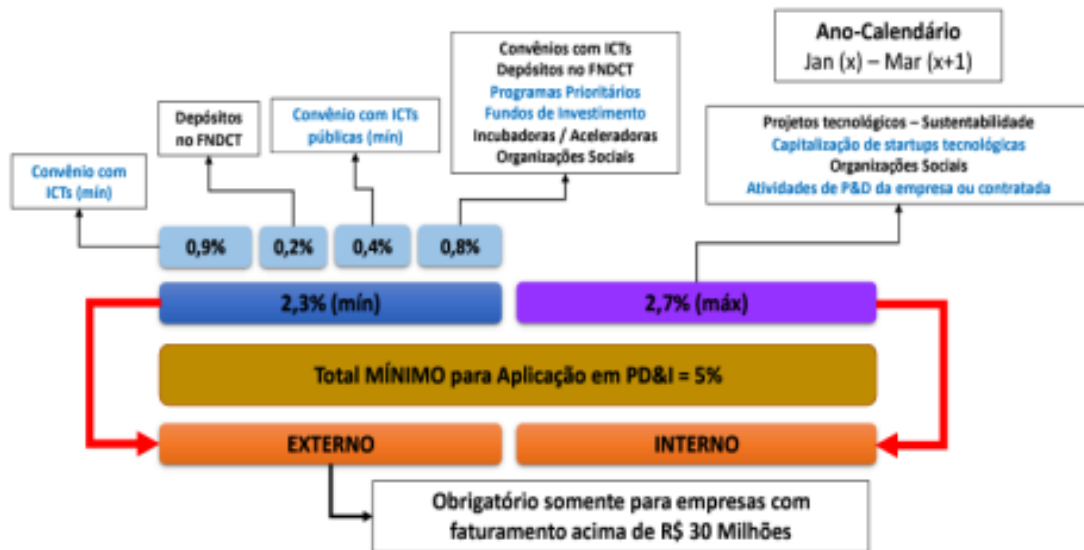 Ano-Calendário
Jan (x) – Mar (x+1)
Convênios com ICTs
Depósitos no FNDCT
Programas Prioritários
Fundos de Investimento
Incubadoras / Aceleradoras
Organizações Sociais
Depósitos
no FNDCT
Convênio com ICTs
públicas (mín)
Convênio com
ICTs (mín)
Projetos tecnológicos – Sustentabilidade
Capitalização de startups tecnológicas
Organizações Sociais
Atividades de P&D da empresa ou contratada
0,9%
0,2%
0,4%
0,8%
2,3% (mín)
2,7% (máx)
Total MÍNIMO para Aplicação em PD&I = 5%
EXTERNO
INTERNO
Obrigatório somente para empresas com
faturamento acima de R$ 30 Milhões